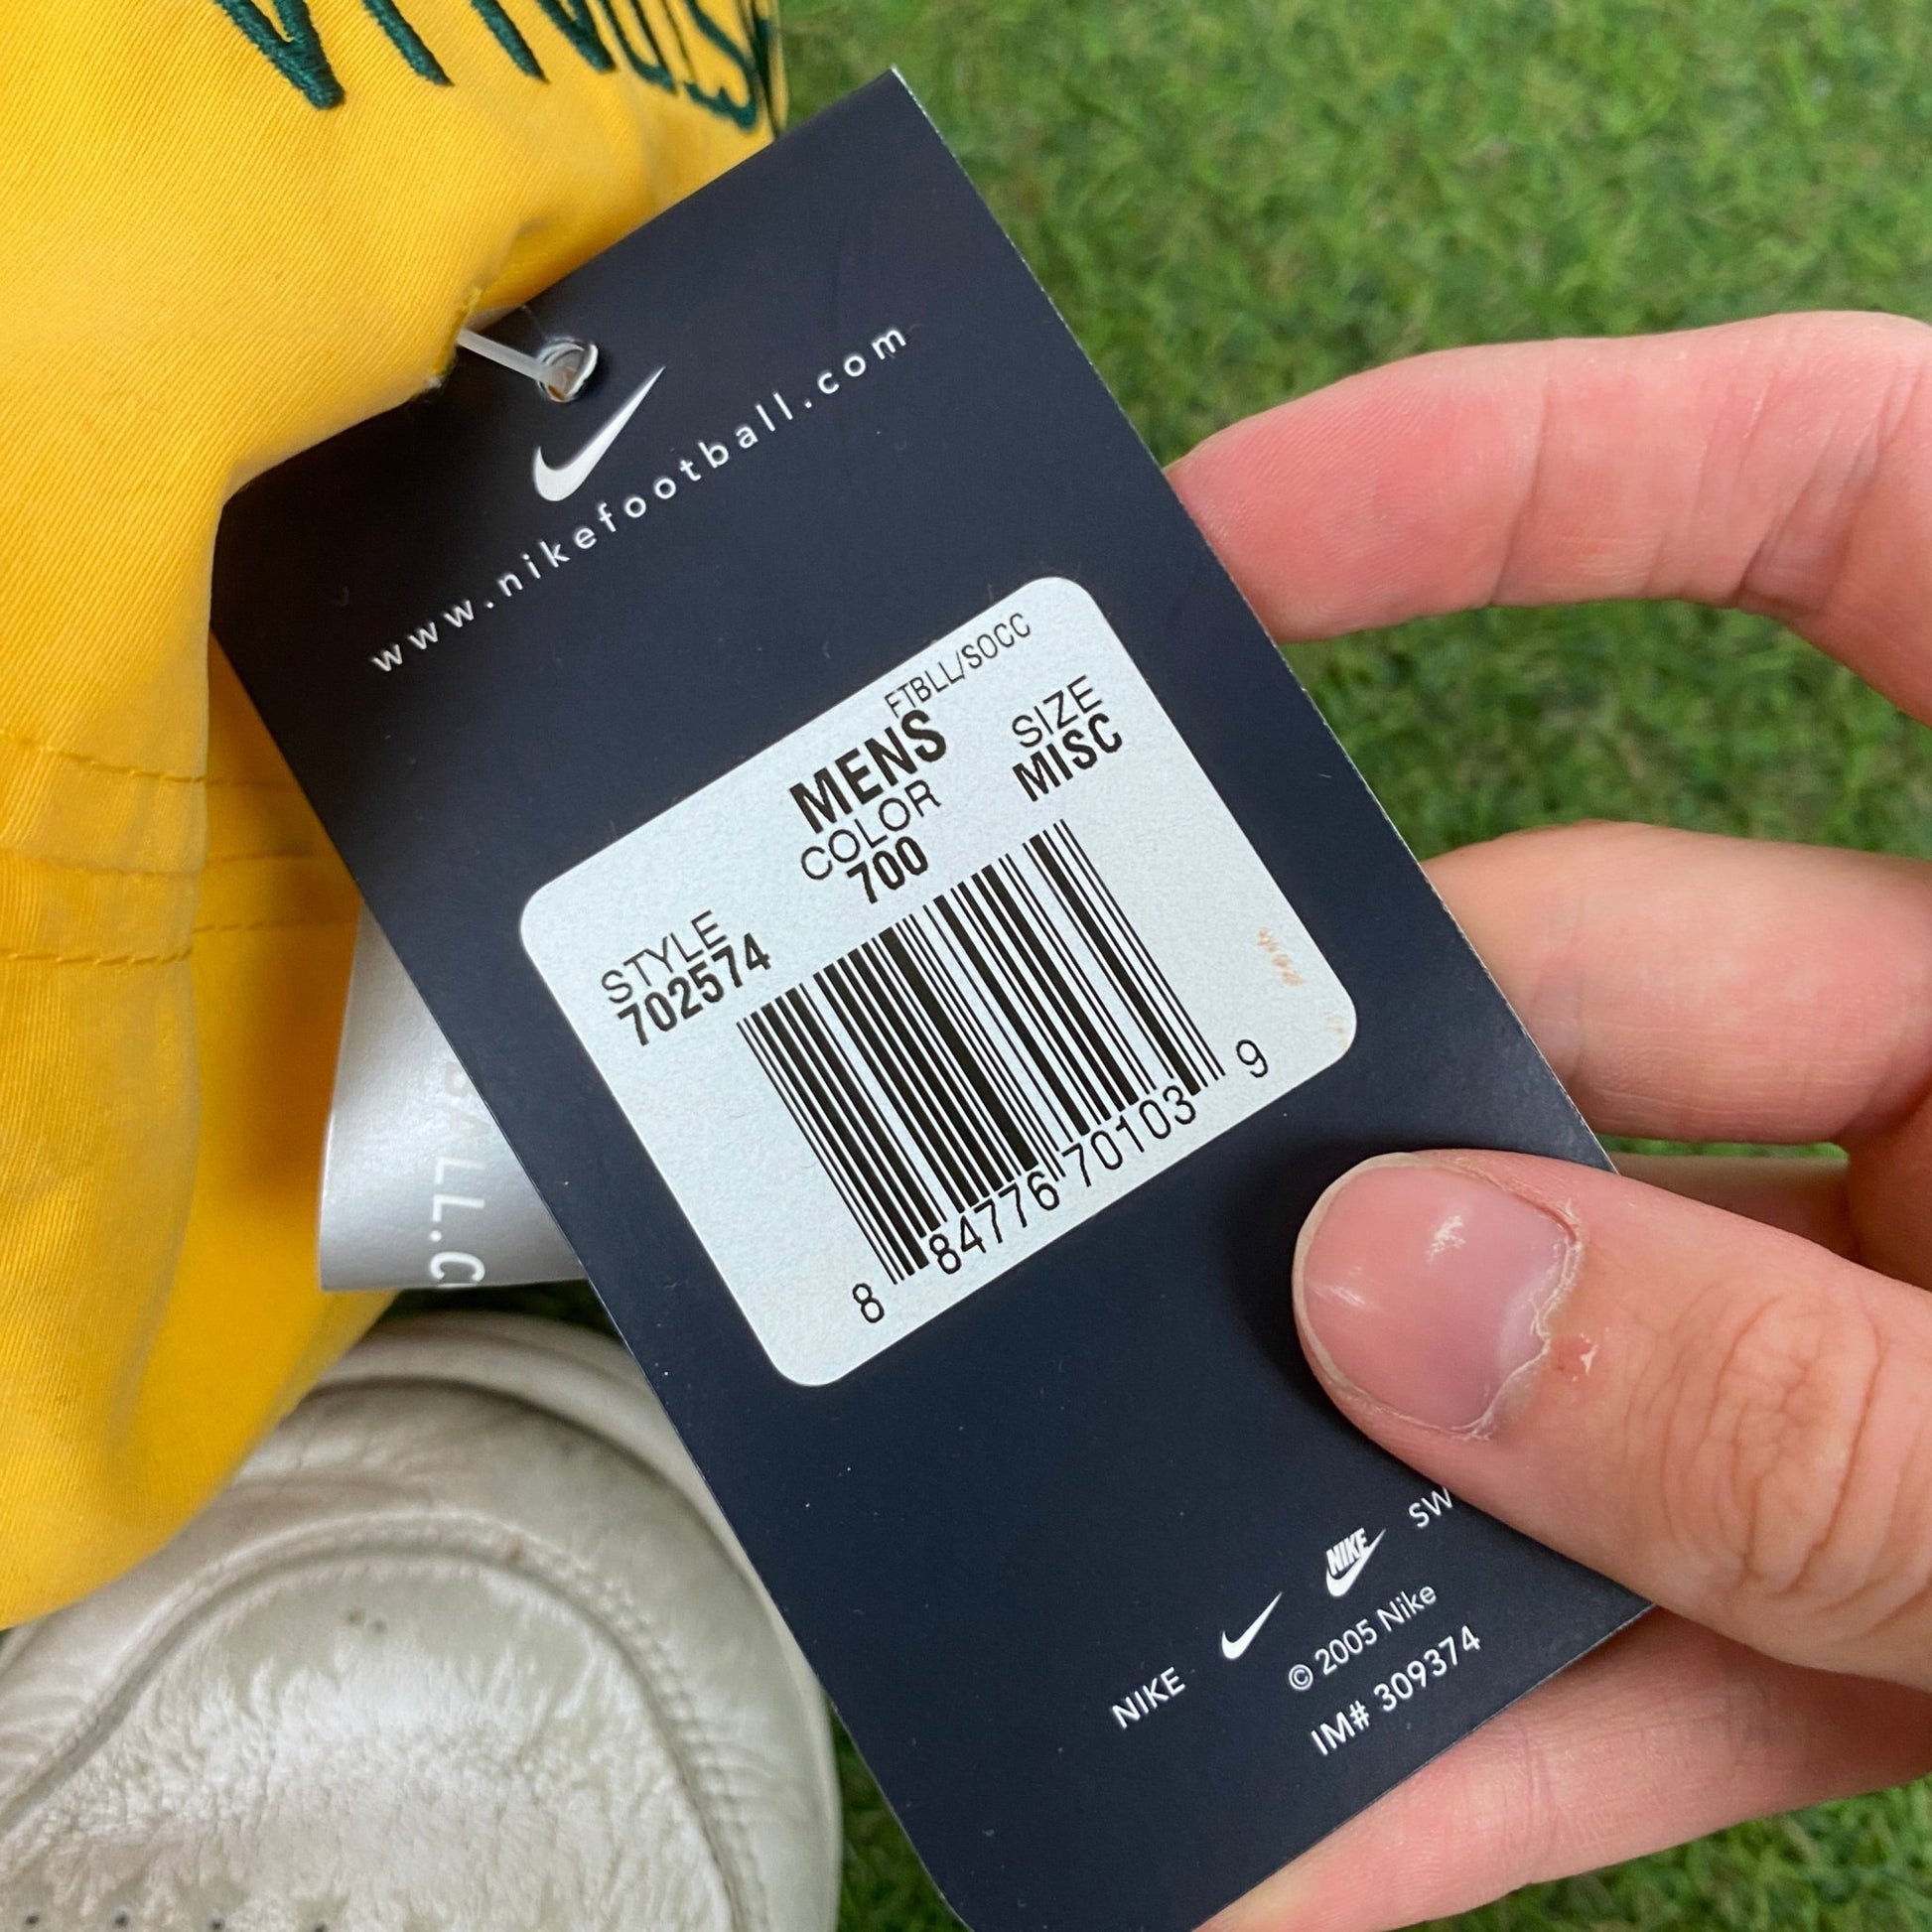 www.nikefootball.com
FTBLL/SOCC
MENS
SIZE
MISC
COLOR
700
STYLE
702574
8 84776 70103 9
NIKE
NIKE
© 2005 Nike
IM# 309374